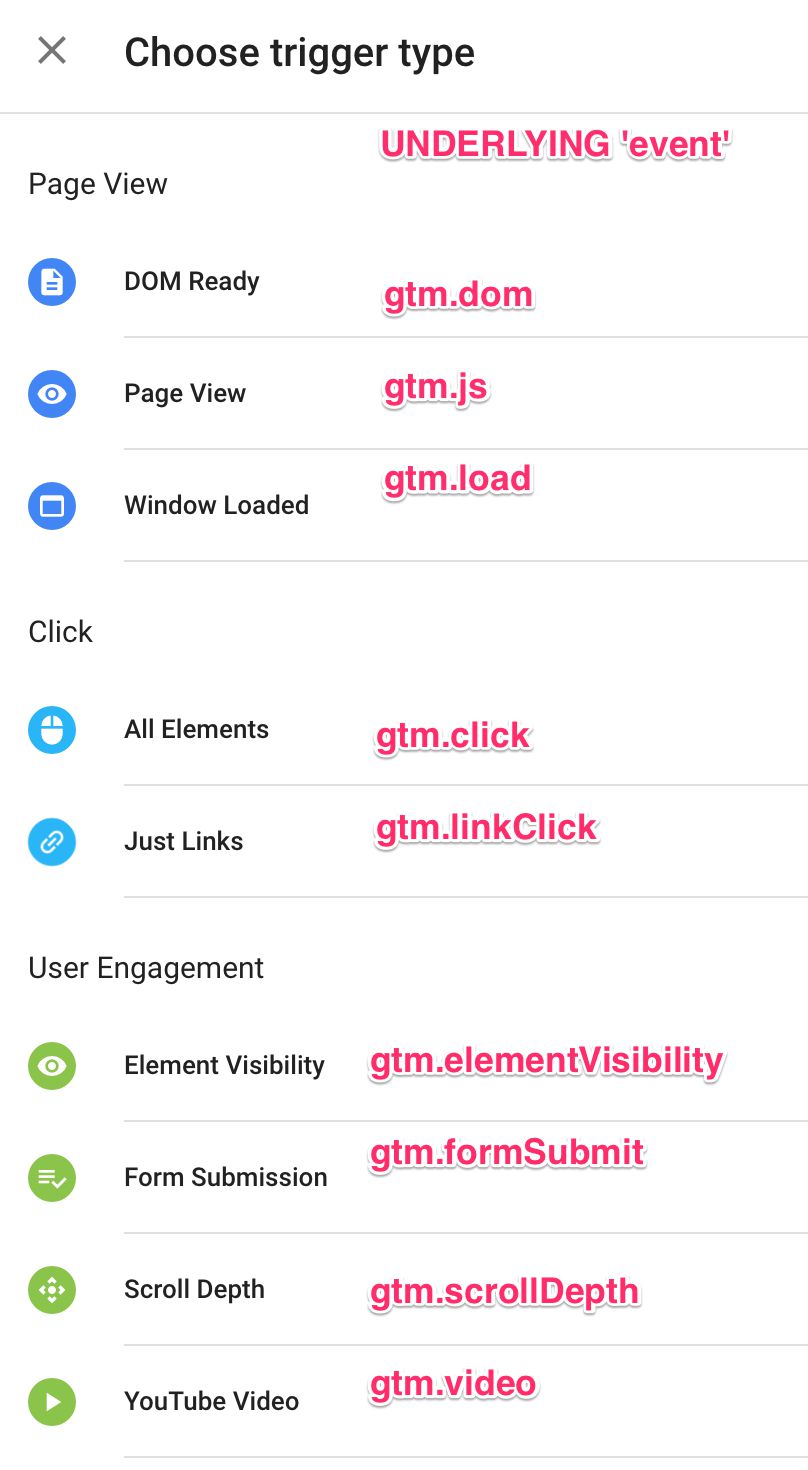 Choose trigger type
UNDERLYING 'event'
Page View
DOM Ready
gtm.dom
Page View
gtm.js
Window Loaded
gtm.load
Click
All Elements
gtm.click
Just Links
gtm.linkClick
User Engagement
Element Visibility
gtm.elementVisibility
Form Submission
gtm.formSubmit
Scroll Depth
gtm.scrollDepth
YouTube Video
gtm.video